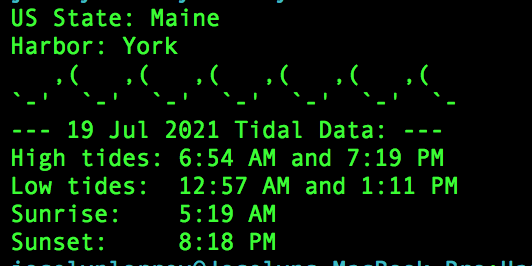 US State: Maine
Harbor: York
   ,(   ,(   ,(   ,(   ,(   ,(
`-'  `-'  `-'  `-'  `-'  `-'  `-
--- 19 Jul 2021 Tidal Data: ---
High tides: 6:54 AM and 7:19 PM
Low tides:  12:57 AM and 1:11 PM
Sunrise:    5:19 AM
Sunset:     8:18 PM